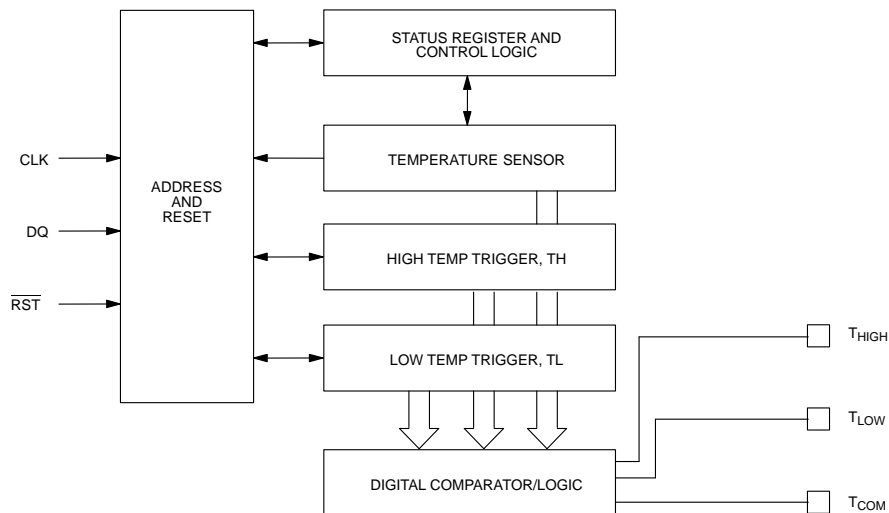 STATUS REGISTER AND
CONTROL LOGIC
TEMPERATURE SENSOR
CLK
ADDRESS
AND
RESET
DQ
HIGH TEMP TRIGGER, TH
RST
LOW TEMP TRIGGER, TL
THIGH
TLOW
DIGITAL COMPARATOR/LOGIC
TCOM